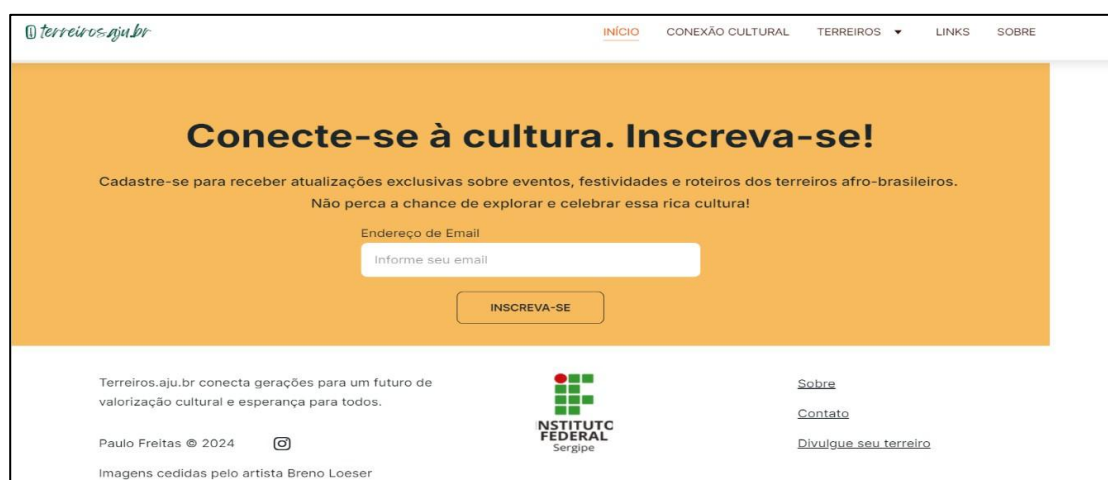 terreiros.aju.br
INÍCIO CONEXÃO CULTURAL TERREIROS LINKS SOBRE
Conecte-se à cultura. Inscreva-se!
Cadastre-se para receber atualizações exclusivas sobre eventos, festividades e roteiros dos terreiros afro-brasileiros.
Não perca a chance de explorar e celebrar essa rica cultura!
Endereço de Email
Informe seu email
INSCREVA-SE
Terreiros.aju.br conecta gerações para um futuro de
valorização cultural e esperança para todos.
Paulo Freitas © 2024
Imagens cedidas pelo artista Breno Loeser
INSTITUTO
FEDERAL
Sergipe
Sobre
Contato
Divulgue seu terreiro